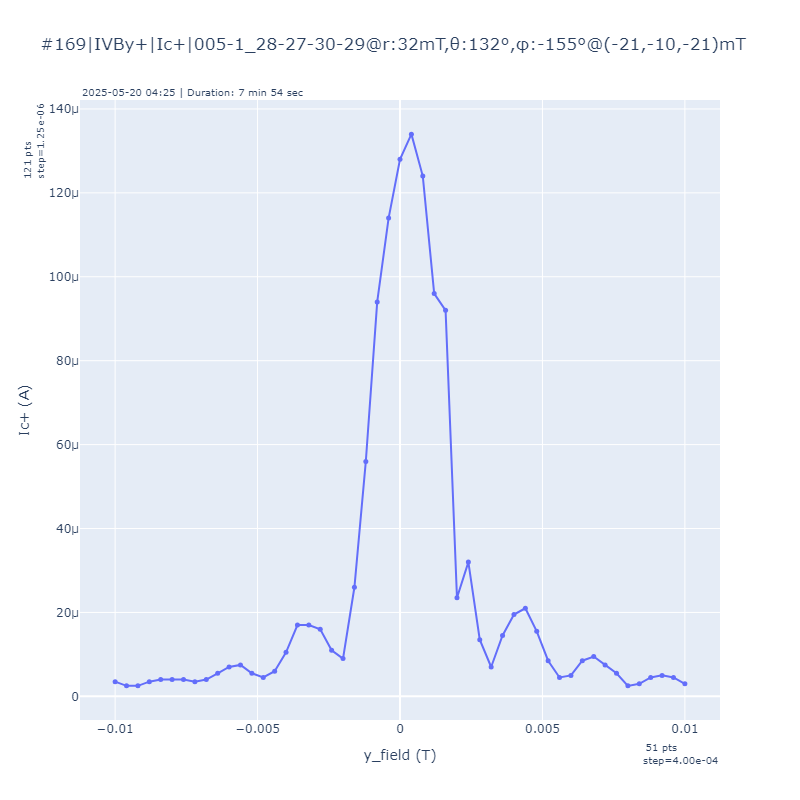 #169|IVBy+|Ic+|005-1_28-27-30-29@r:32mT,θ:132°,φ:-155°@(-21,-10,-21)mT
2025-05-20 04:25 | Duration: 7 min 54 sec
121 pts
step=1.25e-06
140μ
120μ
100μ
80μ
60μ
40μ
20μ
0
Ic+ (A)
−0.01
−0.005
0
0.005
0.01
y_field (T)
51 pts
step=4.00e-04